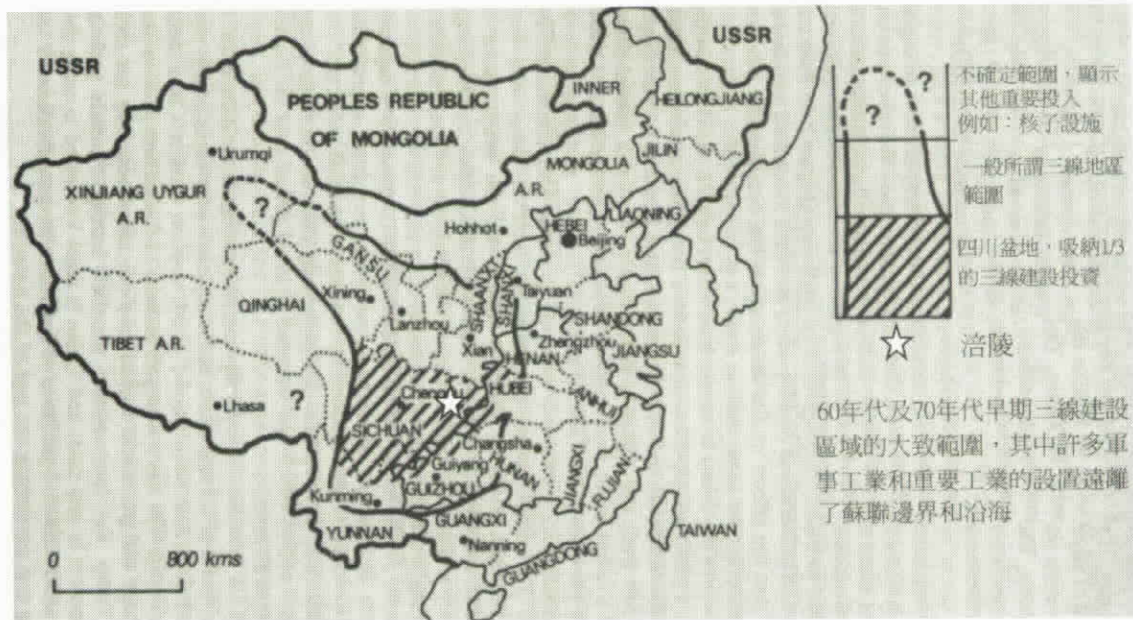 USSR
USSR
PEOPLES REPUBLIC
OF MONGOLIA
INNER
MONGOLIA
A.R.
HEILONGJIANG
JILIN
LIAONING
Urumqi
XINJIANG UYGUR
A.R.
?
GANSU
Hohhot
HEBEI
Beijing
SHAANXI
SHANXI
Taiyuan
QINGHAI
Xining
Lanzhou
Xian
SHANDONG
Zhengzhou
HENAN
JIANGSU
TIBET A.R.
Lhasa
?
Chengdu
SICHUAN
HUBEI
ANHUI
Changsha
HUNAN
Guiyang
GUIZHOU
JIANGXI
FUJIAN
Kunming
YUNNAN
GUANGXI
Nanning
GUANGDONG
TAIWAN
0 800 kms
?
?
不確定範圍，顯示
其他重要投入
例如：核子設施
一般所謂三線地區
範圍
四川盆地，吸納1/3
的三線建設投資
涪陵
60年代及70年代早期三線建設
區域的大致範圍，其中許多軍
事工業和重要工業的設置遠離
了蘇聯邊界和沿海